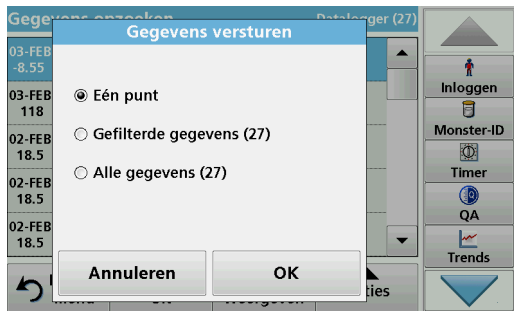 Gegevens opzoeken
Datalogger (27)
Gegevens versturen
03-FEB
-8.55
03-FEB
118
02-FEB
18.5
02-FEB
18.5
02-FEB
18.5
Eén punt
Gefilterde gegevens (27)
Alle gegevens (27)
Annuleren
OK
Inloggen
Monster-ID
Timer
QA
Trends